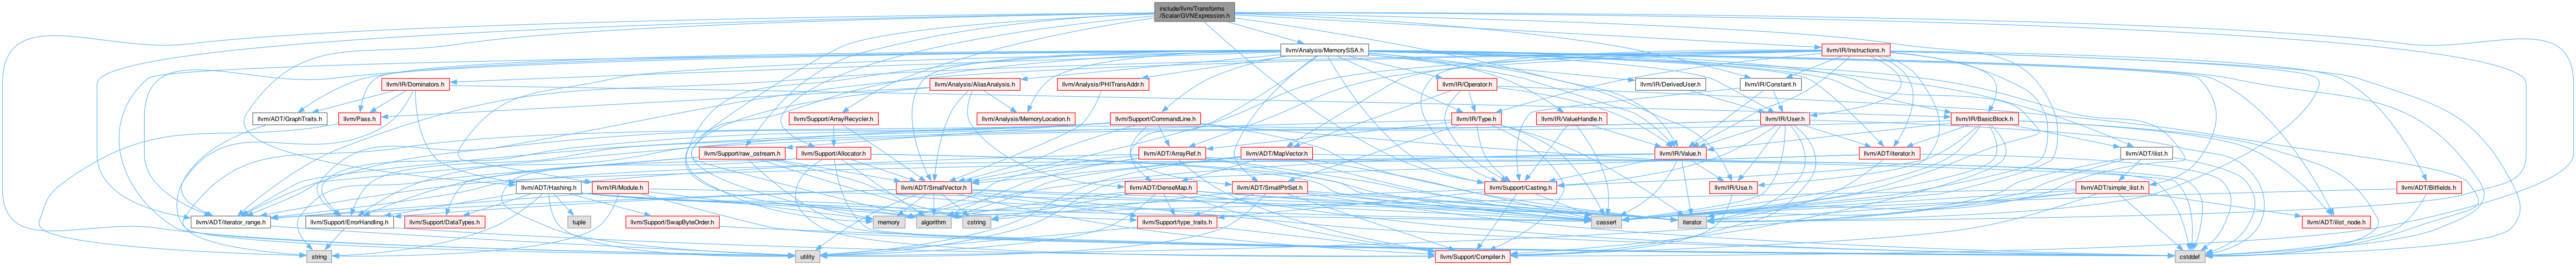 include/llvm/Transforms
/Scalar/GVNExpression.h
llvm/Analysis/MemorySSA.h
llvm/IR/Instructions.h
llvm/IR/Dominators.h
llvm/Analysis/AliasAnalysis.h
llvm/Analysis/PHITransAddr.h
llvm/IR/Operator.h
llvm/IR/DerivedUser.h
llvm/IR/Constant.h
llvm/ADT/GraphTraits.h
llvm/Pass.h
llvm/Support/ArrayRecycler.h
llvm/Analysis/MemoryLocation.h
llvm/Support/CommandLine.h
llvm/IR/Type.h
llvm/IR/ValueHandle.h
llvm/IR/User.h
llvm/IR/BasicBlock.h
llvm/Support/raw_ostream.h
llvm/Support/Allocator.h
llvm/ADT/ArrayRef.h
llvm/ADT/MapVector.h
llvm/IR/Value.h
llvm/ADT/iterator.h
llvm/ADT/ilist.h
llvm/ADT/Hashing.h
llvm/IR/Module.h
llvm/ADT/SmallVector.h
llvm/ADT/DenseMap.h
llvm/ADT/SmallPtrSet.h
llvm/Support/Casting.h
llvm/IR/Use.h
llvm/ADT/simple_ilist.h
llvm/ADT/Bitfields.h
llvm/ADT/iterator_range.h
llvm/Support/ErrorHandling.h
llvm/Support/DataTypes.h
tuple
llvm/Support/SwapByteOrder.h
memory
algorithm
cstring
llvm/Support/type_traits.h
cassert
iterator
llvm/ADT/ilist_node.h
string
utility
llvm/Support/Compiler.h
cstddef